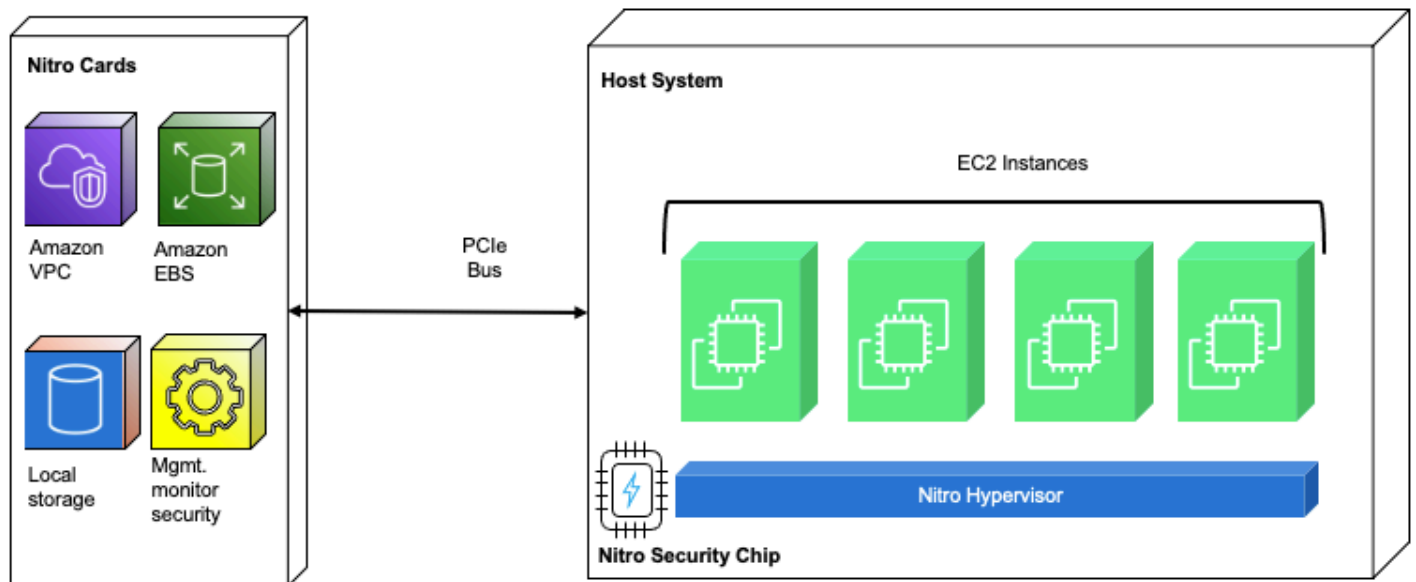 Nitro Cards
Amazon
VPC
Amazon
EBS
Local
storage
Mgmt.
monitor
security
PCIe
Bus
Host System
EC2 Instances
Nitro Hypervisor
Nitro Security Chip